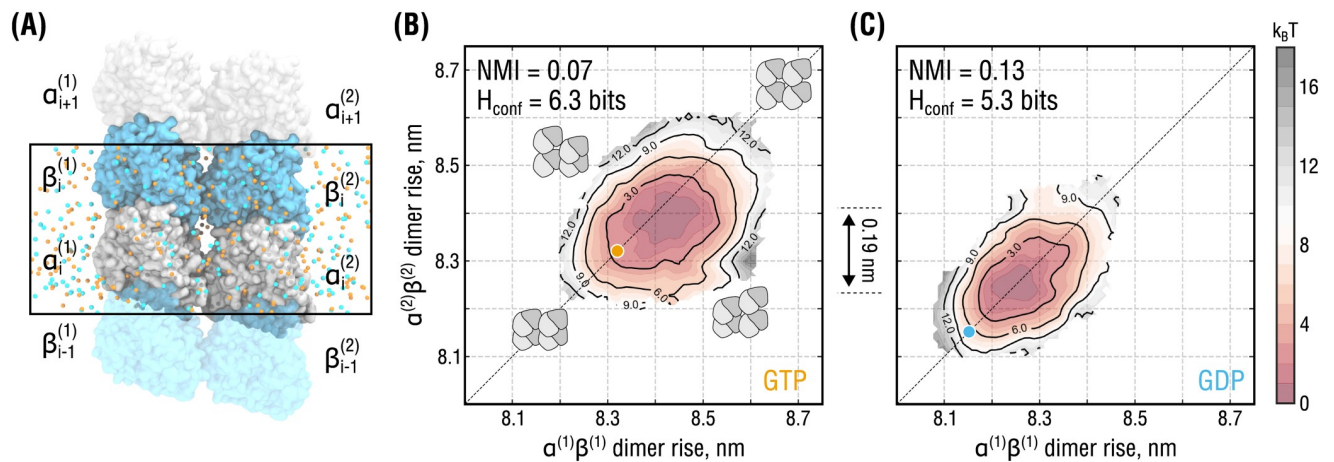 (A)
α(1)i+1
α(2)i+1
β(1)i
β(2)i
α(1)i
α(2)i
β(1)i-1
β(2)i-1
(B)
NMI = 0.07
Hconf = 6.3 bits
12.0
9.0
12.0
3.0
12.0
12.0
9.0
6.0
9.0
GTP
8.7
8.5
8.3
8.1
α(2)β(2) dimer rise, nm
8.1
8.3
8.5
8.7
α(1)β(1) dimer rise, nm
0.19 nm
(C)
NMI = 0.13
Hconf = 5.3 bits
9.0
9.0
3.0
12.0
6.0
GDP
8.1
8.3
8.5
8.7
α(1)β(1) dimer rise, nm
kBT
16
12
8
4
0